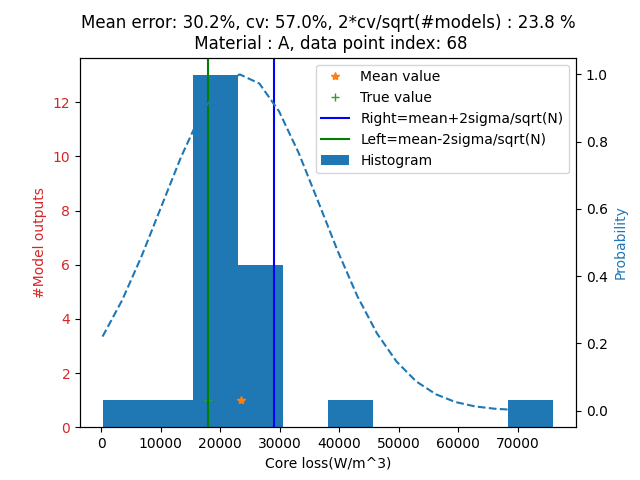 Mean error: 30.2%, cv: 57.0%, 2*cv/sqrt(#models) : 23.8 %
Material : A, data point index: 68
Mean value
True value
Right=mean+2sigma/sqrt(N)
Left=mean-2sigma/sqrt(N)
Histogram
#Model outputs
12
10
8
6
4
2
0
1.0
0.8
0.6
0.4
0.2
0.0
Probability
0 10000 20000 30000 40000 50000 60000 70000
Core loss(W/m^3)